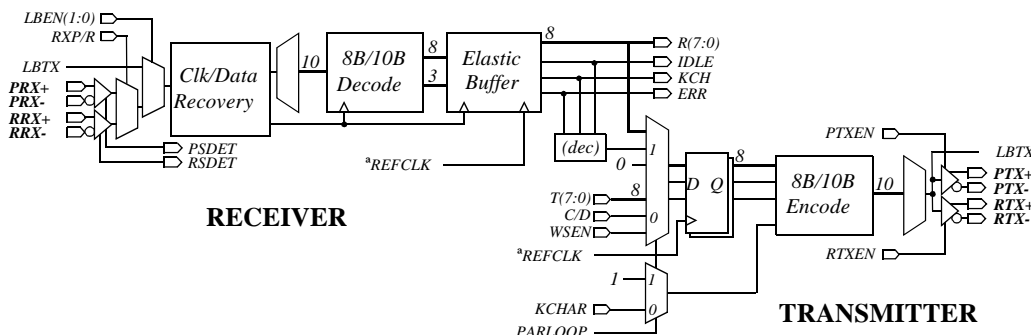 LBEN(1:0)
RXP/R
LBTX
PRX+
PRX-
RRX+
RRX-
PSDET
RSDET
Clk/Data
Recovery
10
8B/10B
Decode
8
3
Elastic
Buffer
8
R(7:0)
IDLE
KCH
ERR
(dec)
aREFCLK
RECEIVER
1
0
T(7:0)
8
C/D
WSEN
0
aREFCLK
D Q
8
8B/10B
Encode
10
PTXEN
LBTX
PTX+
PTX-
RTX+
RTX-
RTXEN
1
1
KCHAR
0
PARLOOP
TRANSMITTER